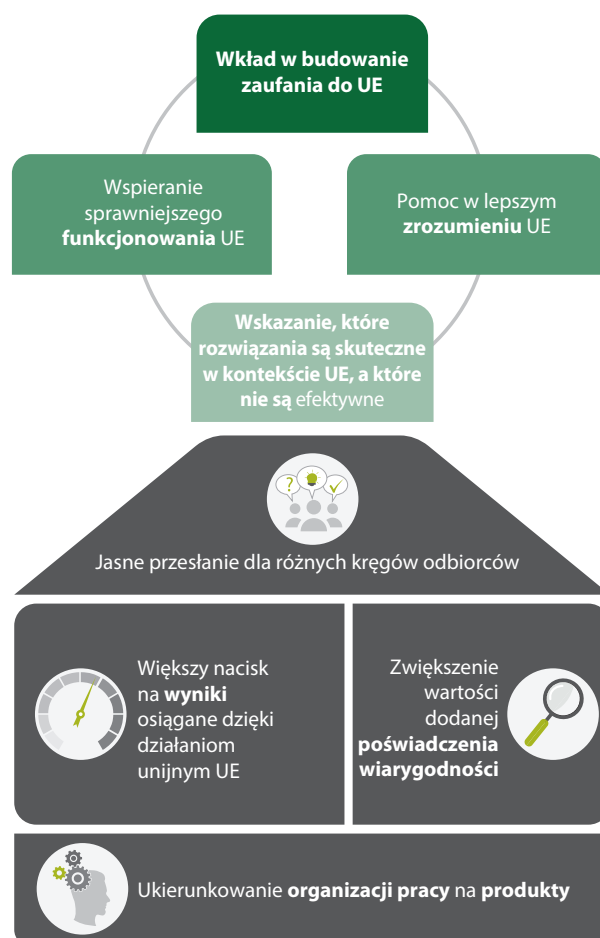 Wkład w budowanie
zaufania do UE
Wspieranie
sprawniejszego
funkcjonowania UE
Pomoc w lepszym
zrozumieniu UE
Wskazanie, które
rozwiązania są skuteczne
w kontekście UE, a które
nie są efektywne
?
Jasne przesłanie dla różnych kręgów odbiorców
Większy nacisk
na wyniki
osiągane dzięki
działaniom
unijnym UE
Zwiększenie
wartości
dodanej
poświadczenia
wiarygodności
Ukierunkowanie organizacji pracy na produkty